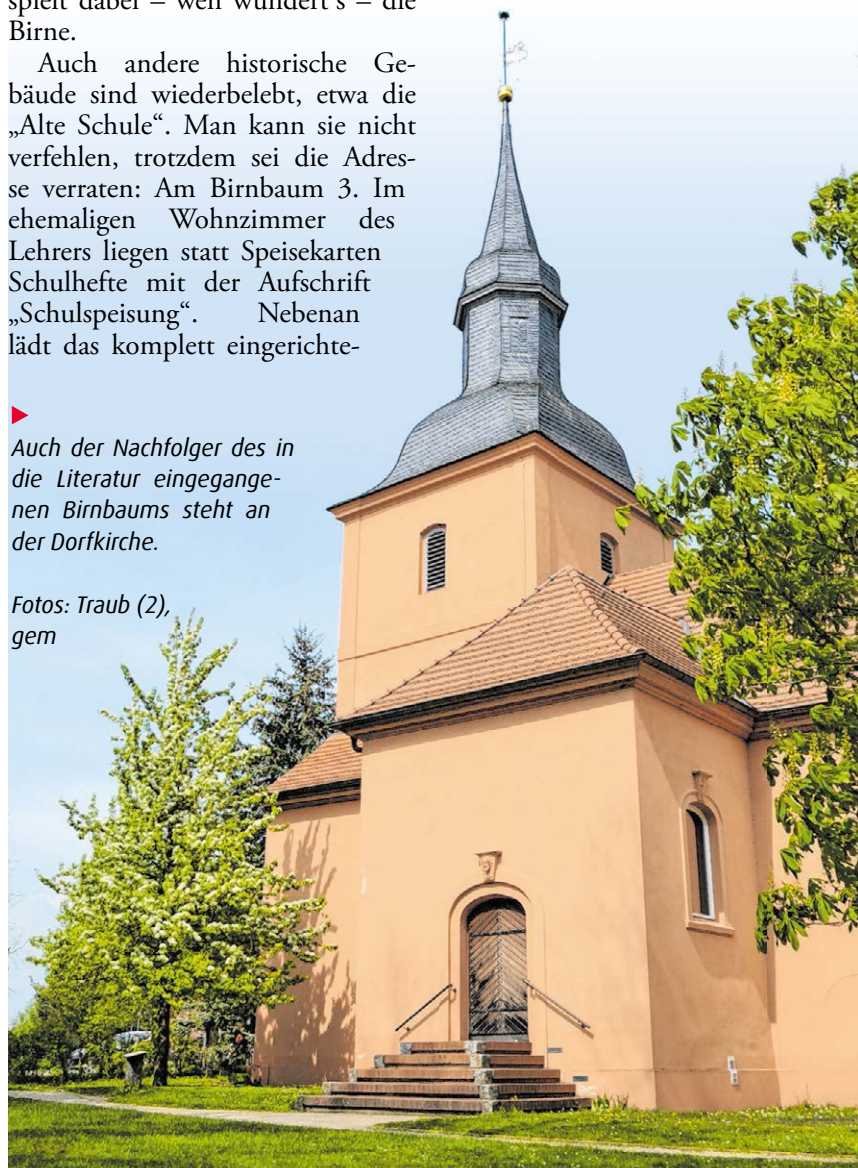 spielt dabei – wen wundert's – die
Birne.
Auch andere historische Ge-
bäude sind wiederbelebt, etwa die
„Alte Schule“. Man kann sie nicht
verfehlen, trotzdem sei die Adres-
se verraten: Am Birnbaum 3. Im
ehemaligen Wohnzimmer des
Lehrers liegen statt Speisekarten
Schulhefte mit der Aufschrift
„Schulspeisung“. Nebenan
lädt das komplett eingerichte-
Auch der Nachfolger des in
die Literatur eingegange-
nen Birnbaums steht an
der Dorfkirche.
Fotos: Traub (2),
gem